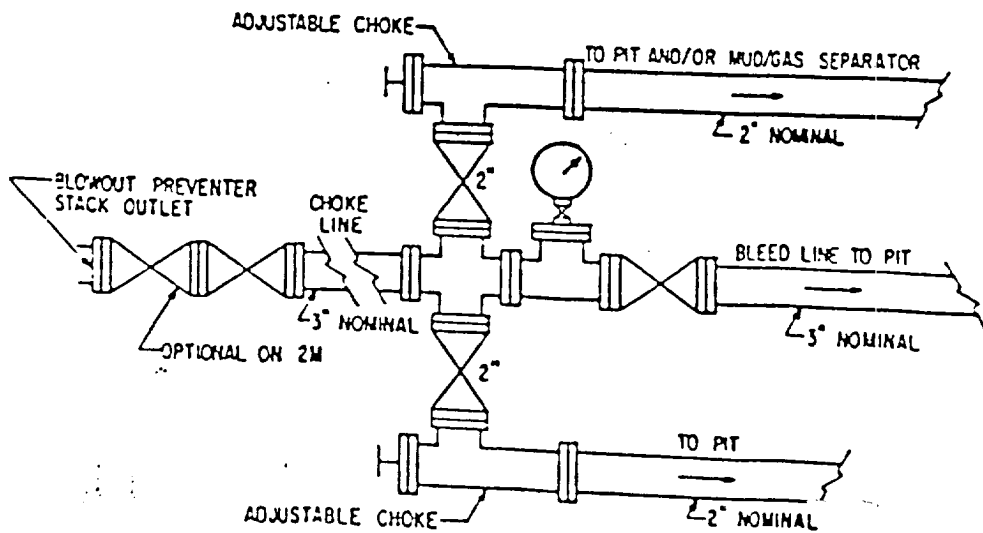 ADJUSTABLE CHOKE
TO PIT AND/OR MUD/GAS SEPARATOR
2" NOMINAL
2"
BLOWOUT PREVENTER
STACK OUTLET
CHOKE
LINE
BLEED LINE TO PIT
3" NOMINAL
3" NOMINAL
OPTIONAL ON 2M
2"
TO PIT
ADJUSTABLE CHOKE
2" NOMINAL